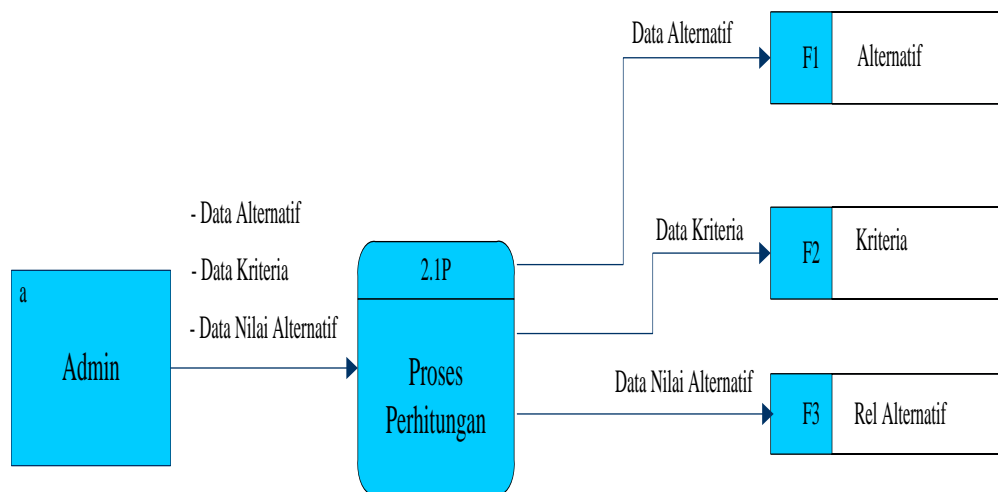 Data Alternatif
F1
Alternatif
- Data Alternatif
Data Kriteria
F2
Kriteria
2.1P
- Data Kriteria
a
- Data Nilai Alternatif
Admin
Proses
Perhitungan
Data Nilai Alternatif
F3
Rel Alternatif